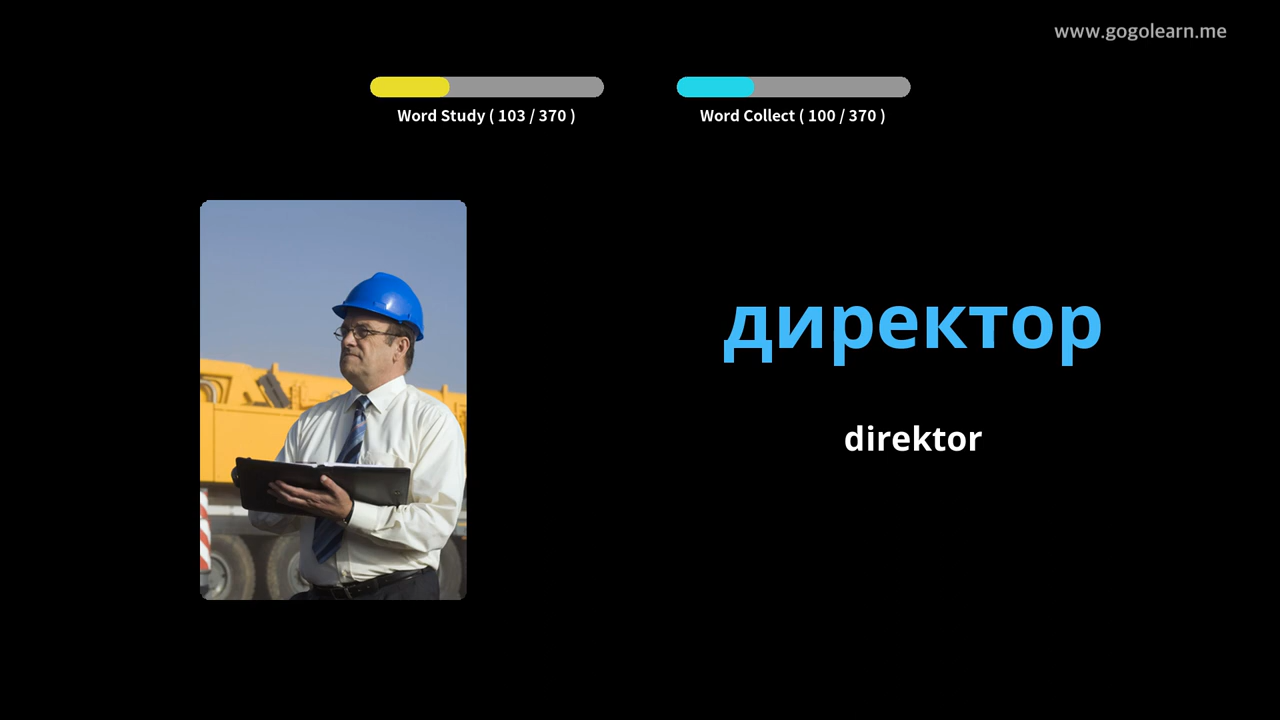 www.gogolearn.me
Word Study ( 103 / 370 )
Word Collect ( 100 / 370 )
директор
direktor